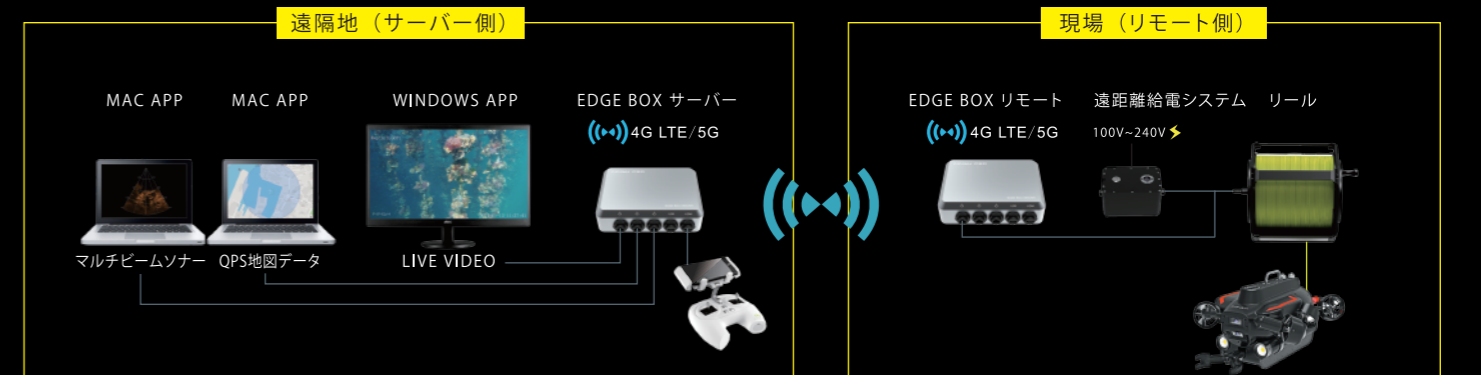 遠隔地（サーバー側）
MAC APP
MAC APP
WINDOWS APP
EDGE BOX サーバー
4G LTE/5G
マルチビームソナー
QPS地図データ
LIVE VIDEO
現場（リモート側）
EDGE BOX リモート
4G LTE/5G
遠距離給電システム
100V~240V
リール